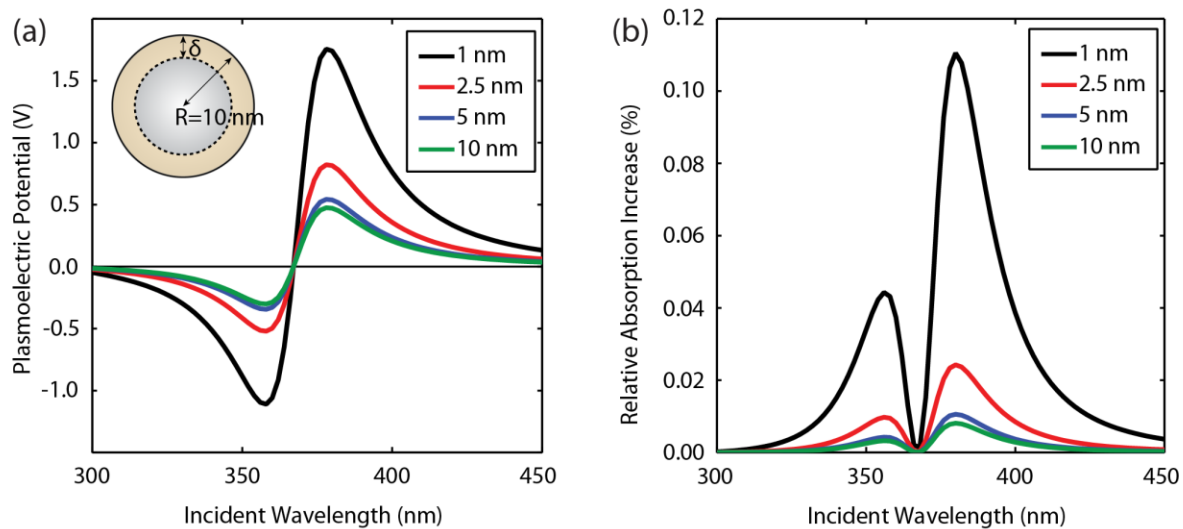 (a)
δ
R=10 nm
1 nm
2.5 nm
5 nm
10 nm
Plasmoelectric Potential (V)
1.5
1.0
0.5
0.0
-0.5
-1.0
300
350
400
450
Incident Wavelength (nm)
(b)
1 nm
2.5 nm
5 nm
10 nm
Relative Absorption Increase (%)
0.12
0.10
0.08
0.06
0.04
0.02
0.00
300
350
400
450
Incident Wavelength (nm)